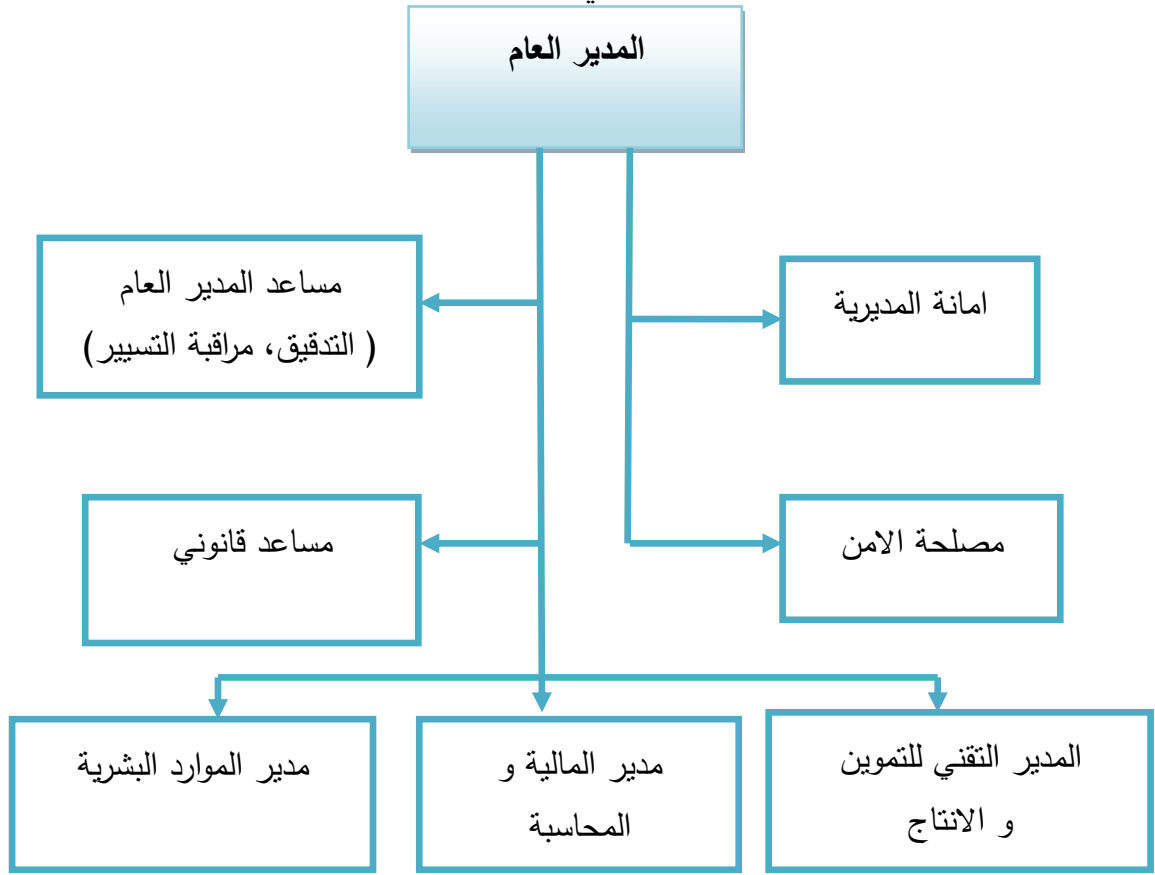 المدير العام
امانة المديرية
مساعد المدير العام
( التدقيق، مراقبة التسيير)
مصلحة الامن
مساعد قانوني
المدير التقني للتموين
و الانتاج
مدير المالية و
المحاسبة
مدير الموارد البشرية